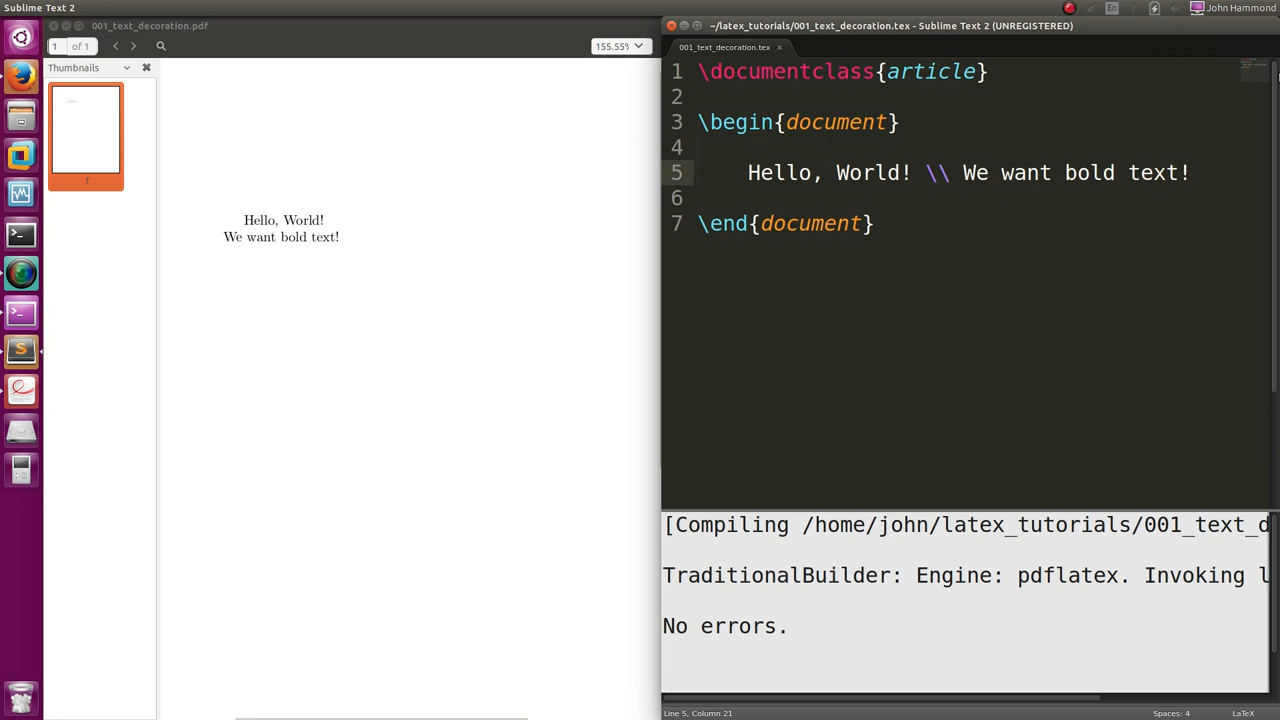 Sublime Text 2
En
John Hammond
001_text_decoration.pdf
1 of 1
155.55%
Thumbnails
1
Hello, World!
We want bold text!
~/latex_tutorials/001_text_decoration.tex - Sublime Text 2 (UNREGISTERED)
001_text_decoration.tex
1 \documentclass{article}
2
3 \begin{document}
4
5 Hello, World! \\ We want bold text!
6
7 \end{document}
[Compiling /home/john/latex_tutorials/001_text_d
TraditionalBuilder: Engine: pdflatex. Invoking l
No errors.
Line 5, Column 21
Spaces: 4
LaTeX